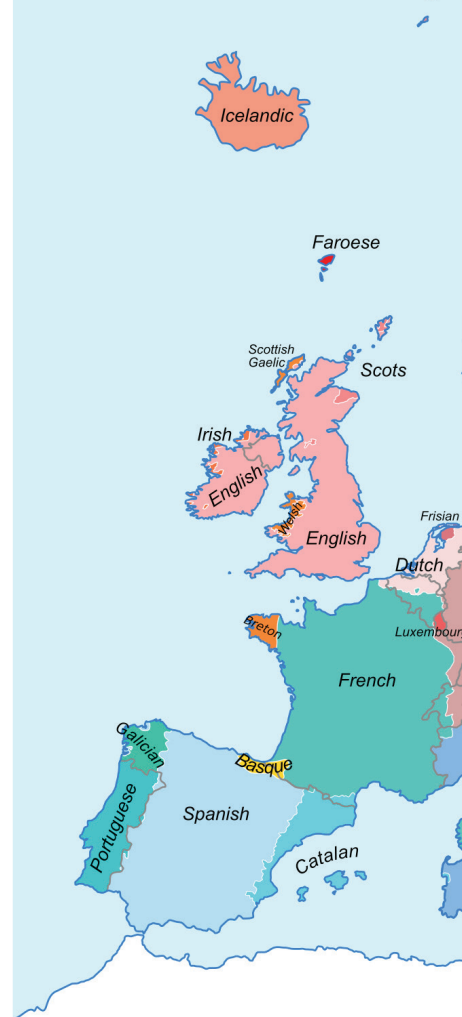 Icelandic
Faroese
Scottish
Gaelic
Scots
Irish
English
Welsh
English
Frisian
Dutch
Breton
Luxembourg
French
Galician
Basque
Portuguese
Spanish
Catalan